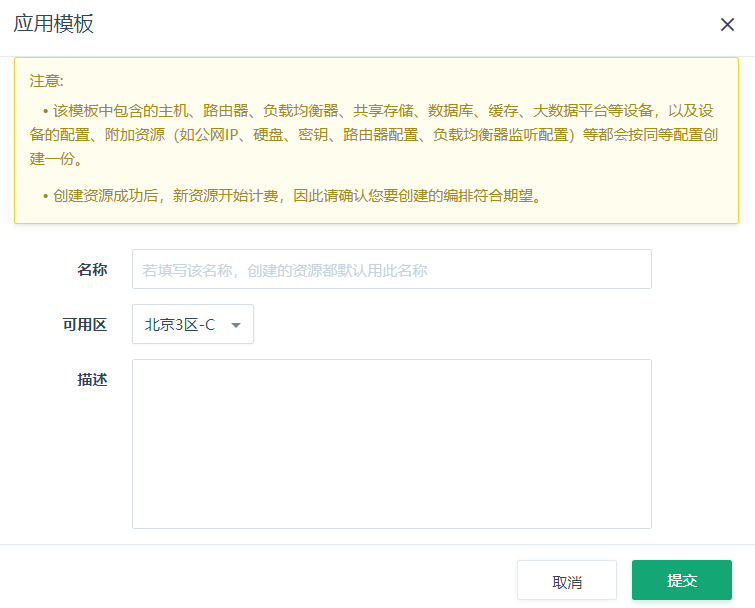 应用模板
注意:
• 该模板中包含的主机、路由器、负载均衡器、共享存储、数据库、缓存、大数据平台等设备，以及设
备的配置、附加资源（如公网IP、硬盘、密钥、路由器配置、负载均衡器监听配置）等都会按同等配置创
建一份。
• 创建资源成功后，新资源开始计费，因此请确认您要创建的编排符合期望。
名称
若填写该名称，创建的资源都默认用此名称
可用区
北京3区-C
描述
取消
提交